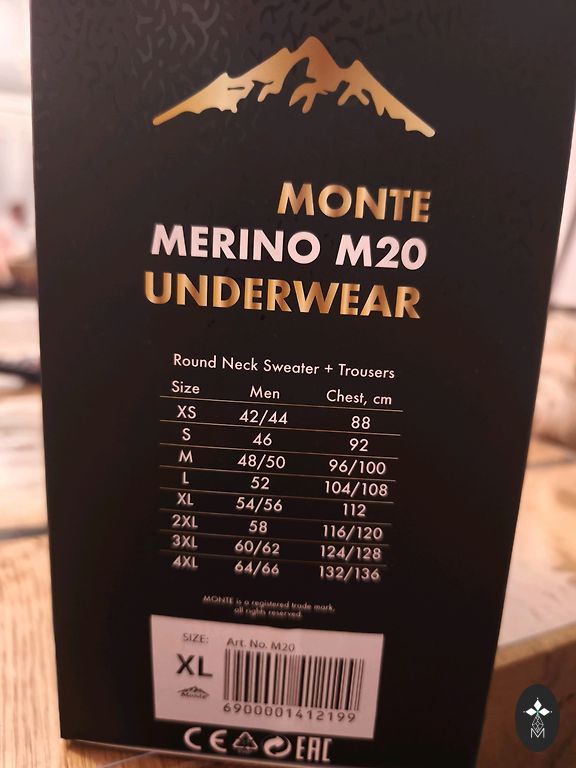 MONTE
MERINO M20
UNDERWEAR
Round Neck Sweater + Trousers
Size Men Chest, cm
XS 42/44 88
S 46 92
M 48/50 96/100
L 52 104/108
XL 54/56 112
2XL 58 116/120
3XL 60/62 124/128
4XL 64/66 132/136
MONTE is a registered trade mark,
all rights reserved.
SIZE: Art. No. M20
XL
Monte
6900001412199
CE EAC
M